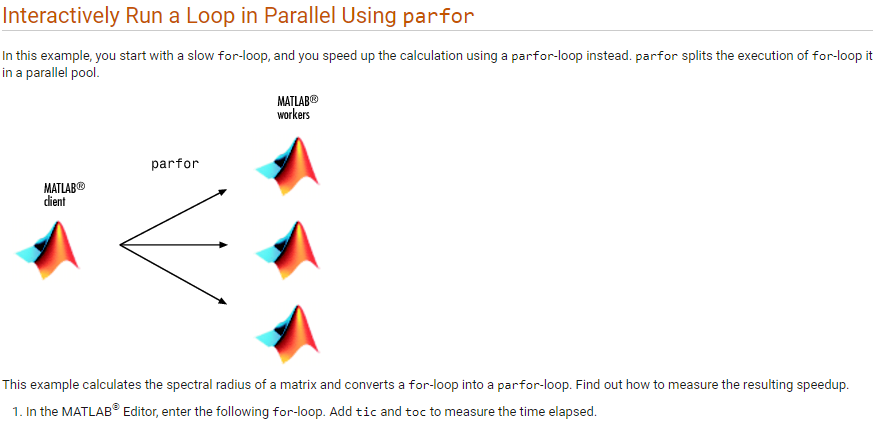 Interactively Run a Loop in Parallel Using parfor
In this example, you start with a slow for-loop, and you speed up the calculation using a parfor-loop instead. parfor splits the execution of for-loop it
in a parallel pool.
MATLAB®
workers
parfor
MATLAB®
client
This example calculates the spectral radius of a matrix and converts a for-loop into a parfor-loop. Find out how to measure the resulting speedup.
1. In the MATLAB® Editor, enter the following for-loop. Add tic and toc to measure the time elapsed.